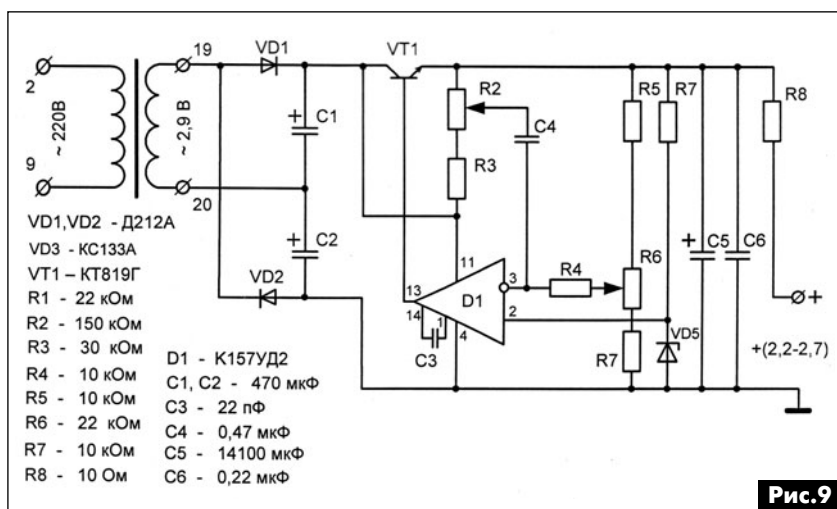 19
VD1
VT1
2
~ 220В
~ 2,9 В
9
20
C1
C2
VD2
R2
R3
C4
R5
R7
R8
11
13
14
1
C3
4
D1
3
2
R4
R6
R7
VD5
C5
C6
+
+
+
+
+(2,2-2,7)
VD1,VD2 - Д212А
VD3 - КС133А
VT1 – КТ819Г
R1 - 22 кОм
R2 - 150 кОм
R3 - 30 кОм
R4 - 10 кОм
R5 - 10 кОм
R6 - 22 кОм
R7 - 10 кОм
R8 - 10 Ом
D1 - К157УД2
C1, C2 - 470 мкФ
C3 - 22 пФ
C4 - 0,47 мкФ
C5 - 14100 мкФ
C6 - 0,22 мкФ
Рис.9